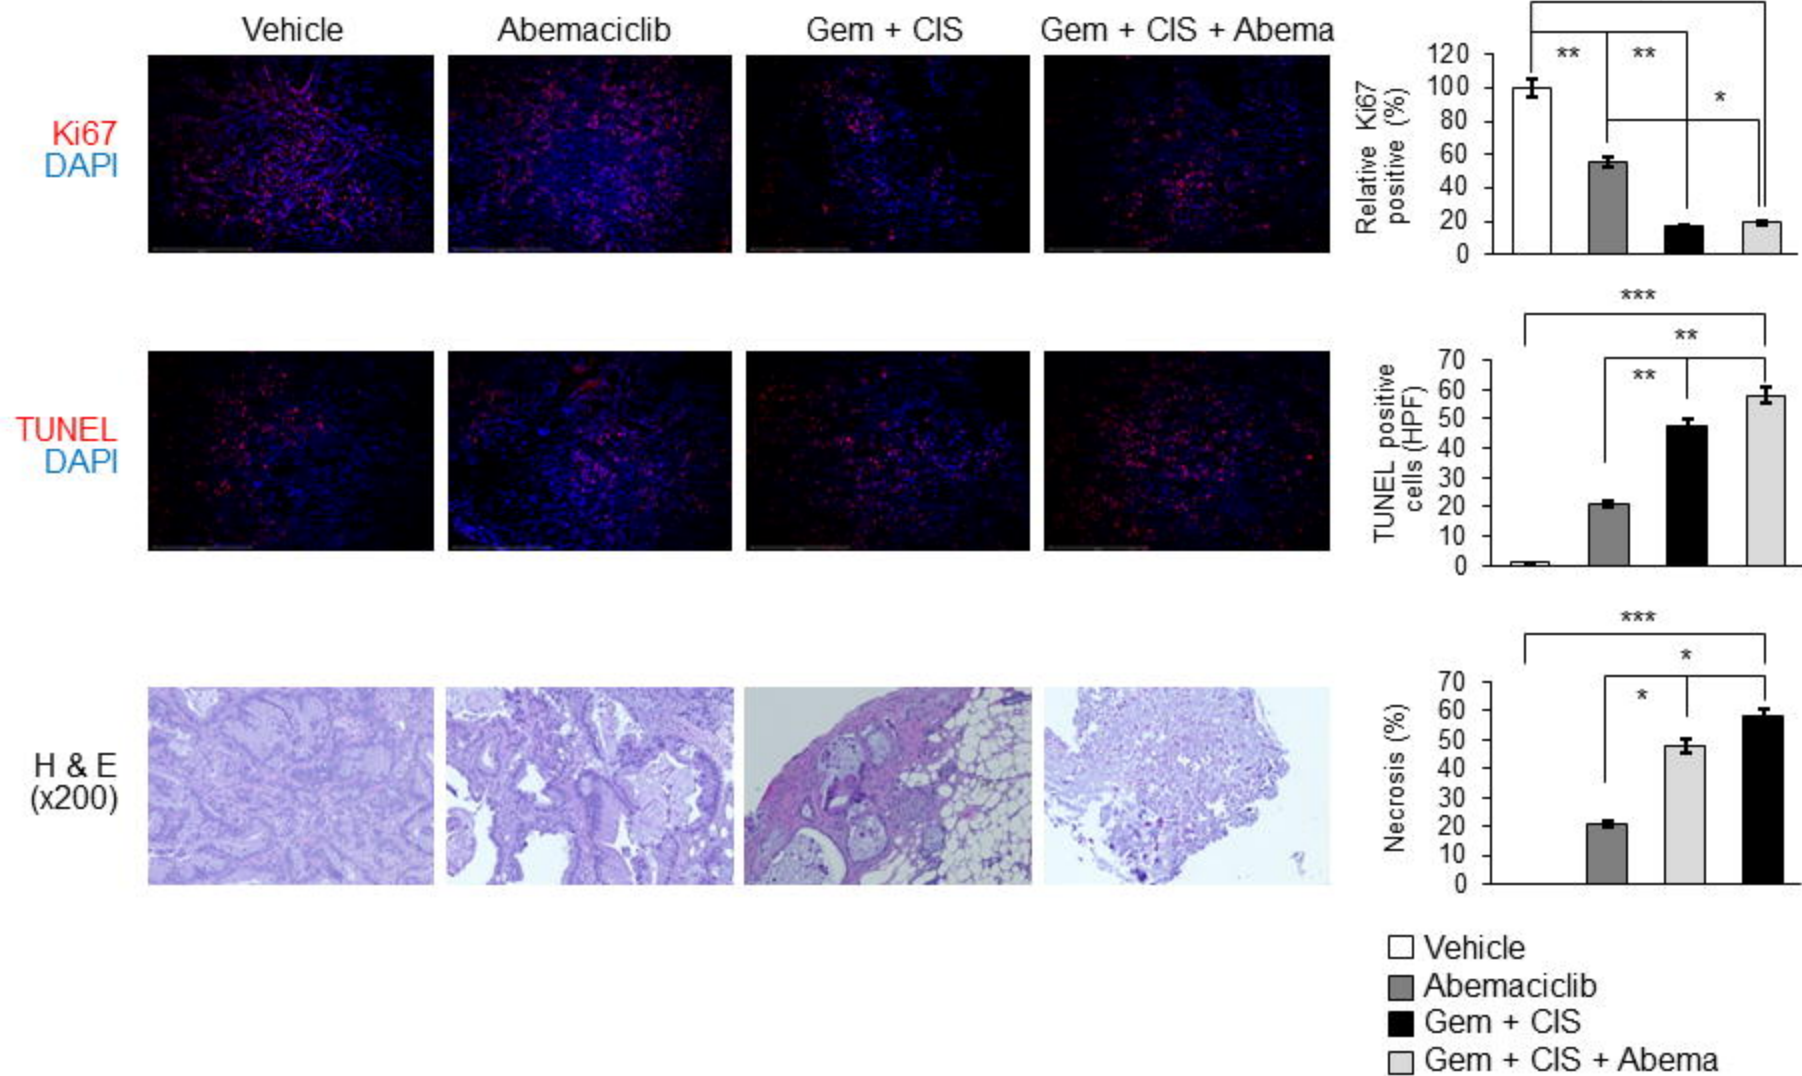 Vehicle
Abemaciclib
Gem + CIS
Gem + CIS + Abema
Ki67
DAPI
Relative Ki67
positive (%)
120
100
80
60
40
20
0
**
**
*
TUNEL
DAPI
TUNEL positive
cells (HPF)
70
60
50
40
30
20
10
0
***
**
**
H & E
(x200)
Necrosis (%)
70
60
50
40
30
20
10
0
***
*
*
Vehicle
Abemaciclib
Gem + CIS
Gem + CIS + Abema